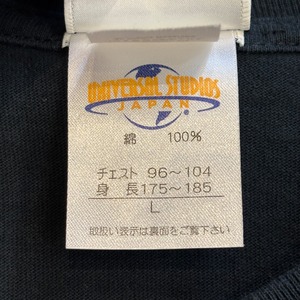 UNIVERSAL STUDIOS
JAPAN
綿 100%
チェスト 96〜104
身 長 175〜185
L
取扱い表示は裏面をご覧下さい